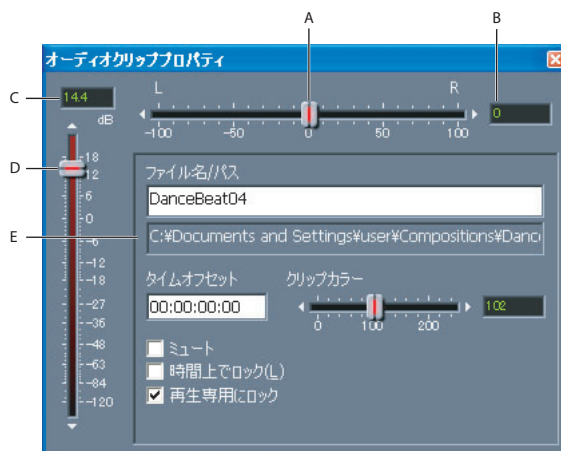 A
B
オーディオクリッププロパティ
C
14.4
dB
L
R
-100
-50
0
50
100
0
D
18
12
6
0
-6
-12
-18
-27
-36
-48
-63
-84
-120
E
ファイル名/パス
DanceBeat04
C:¥Documents and Settings¥user¥Compositions¥Danc
タイムオフセット
クリップカラー
00:00:00:00
0
100
200
102
ミュート
時間上でロック(L)
再生専用にロック